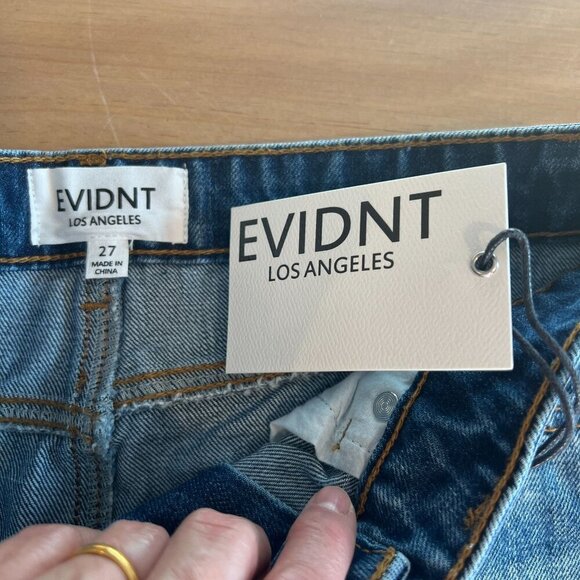 EVIDNT
LOS ANGELES
27
MADE IN
CHINA
EVIDNT
LOS ANGELES